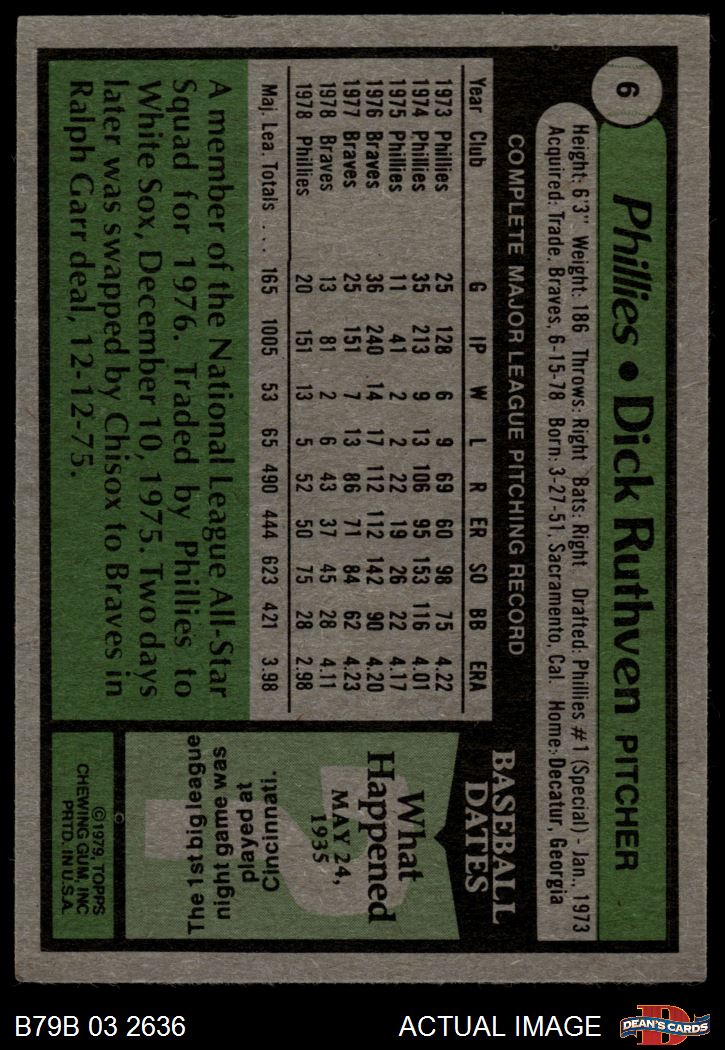 6
Phillies • Dick Ruthven PITCHER
Height: 6'3" Weight: 186 Throws: Right Bats: Right Drafted: Phillies #1 (Special) - Jan., 1973
Acquired: Trade, Braves, 6-15-78 Born: 3-27-51, Sacramento, Cal. Home: Decatur, Georgia
COMPLETE MAJOR LEAGUE PITCHING RECORD
Year Club G IP W L R ER SO BB ERA
1973 Phillies 25 128 6 9 69 60 98 75 4.22
1974 Phillies 35 213 9 13 106 95 153 116 4.01
1975 Phillies 11 41 2 2 22 19 26 22 4.17
1976 Braves 36 240 14 17 112 112 142 90 4.20
1977 Braves 25 151 7 13 86 71 84 62 4.23
1978 Braves 13 81 2 6 43 37 45 28 4.11
1978 Phillies 20 151 13 5 52 50 75 28 2.98
Maj. Lea. Totals . . . 165 1005 53 65 490 444 623 421 3.98
A member of the National League All-Star
Squad for 1976. Traded by Phillies to
White Sox, December 10, 1975. Two days
later was swapped by Chisox to Braves in
Ralph Garr deal, 12-12-75.
BASEBALL
DATES
What
Happened
MAY 24,
1935
The 1st big league
night game was
played at
Cincinnati.
C
©1979, TOPPS
CHEWING GUM, INC
PRTD. IN U.S.A.
B79B 03 2636
ACTUAL IMAGE
DEAN'S CARDS